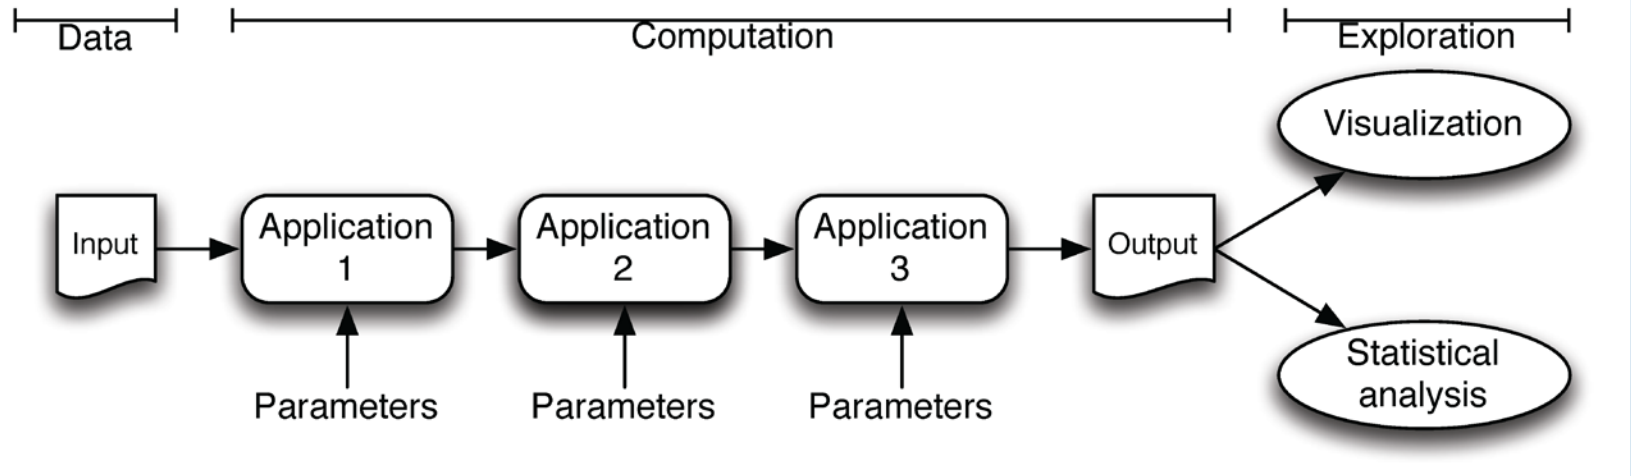 Data
Computation
Exploration
Visualization
Input
Application
1
Application
2
Application
3
Output
Statistical
analysis
Parameters
Parameters
Parameters